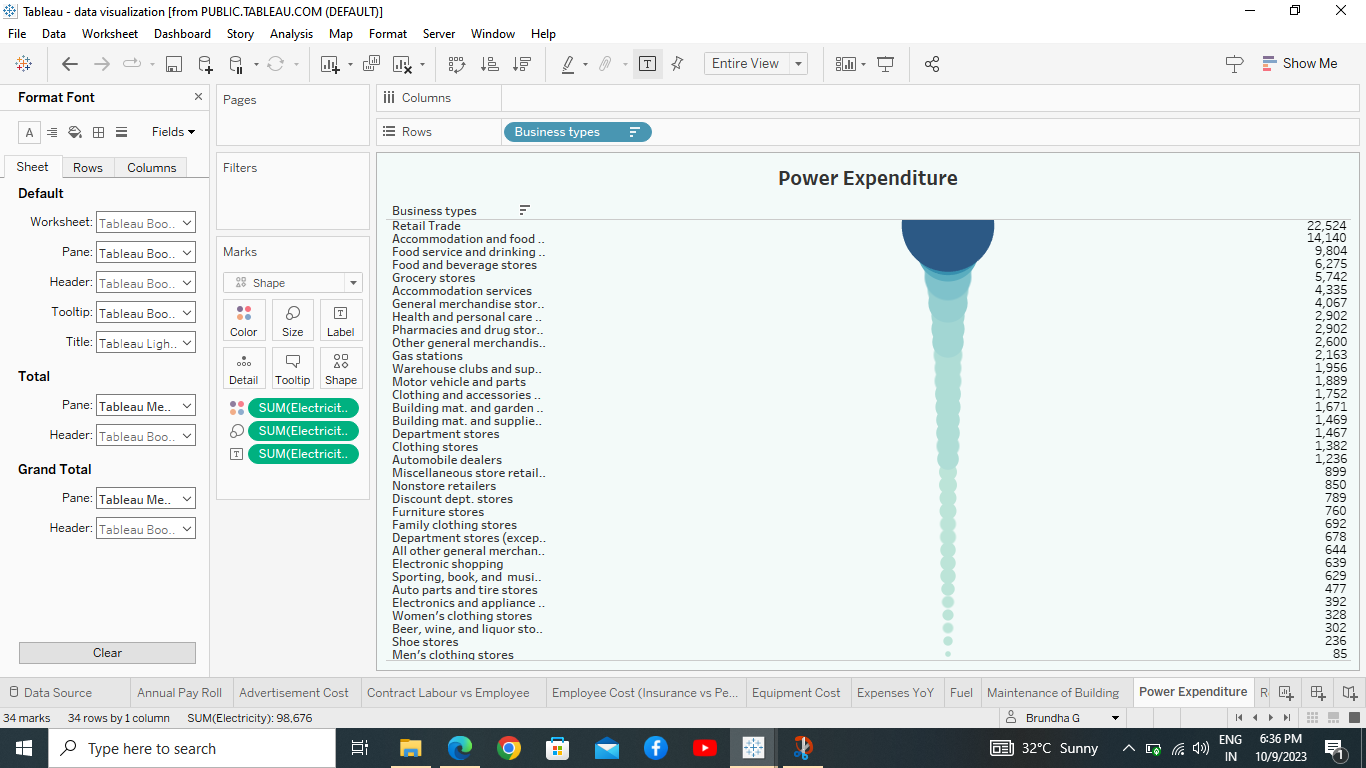 Tableau - data visualization [from PUBLIC.TABLEAU.COM (DEFAULT)]
File Data Worksheet Dashboard Story Analysis Map Format Server Window Help
Entire View
Show Me
Format Font
Fields
Sheet Rows Columns
Default
Worksheet: Tableau Boo..
Pane: Tableau Boo..
Header: Tableau Boo..
Tooltip: Tableau Boo..
Title: Tableau Ligh..
Total
Pane: Tableau Me..
Header: Tableau Boo..
Grand Total
Pane: Tableau Me..
Header: Tableau Boo..
Clear
Pages
Filters
Marks
Shape
Color Size Label
Detail Tooltip Shape
SUM(Electricit..
SUM(Electricit..
SUM(Electricit..
Columns
Rows Business types
Power Expenditure
Business types
Retail Trade 22,524
Accommodation and food .. 14,140
Food service and drinking .. 9,804
Food and beverage stores 6,275
Grocery stores 5,742
Accommodation services 4,335
General merchandise stor.. 4,067
Health and personal care .. 2,902
Pharmacies and drug stor.. 2,902
Other general merchandis.. 2,600
Gas stations 2,163
Warehouse clubs and sup.. 1,956
Motor vehicle and parts 1,889
Clothing and accessories .. 1,752
Building mat. and garden .. 1,671
Building mat. and supplie.. 1,469
Department stores 1,467
Clothing stores 1,382
Automobile dealers 1,236
Miscellaneous store retail.. 899
Nonstore retailers 850
Discount dept. stores 789
Furniture stores 760
Family clothing stores 692
Department stores (excep.. 678
All other general merchan.. 644
Electronic shopping 639
Sporting, book, and musi.. 629
Auto parts and tire stores 477
Electronics and appliance .. 392
Women's clothing stores 328
Beer, wine, and liquor sto.. 302
Shoe stores 236
Men's clothing stores 85
Data Source Annual Pay Roll Advertisement Cost Contract Labour vs Employee Employee Cost (Insurance vs Pe... Equipment Cost Expenses YoY Fuel Maintenance of Building Power Expenditure R
34 marks 34 rows by 1 column SUM(Electricity): 98,676 Brundha G
Type here to search
32°C Sunny
ENG
IN
6:36 PM
10/9/2023
1